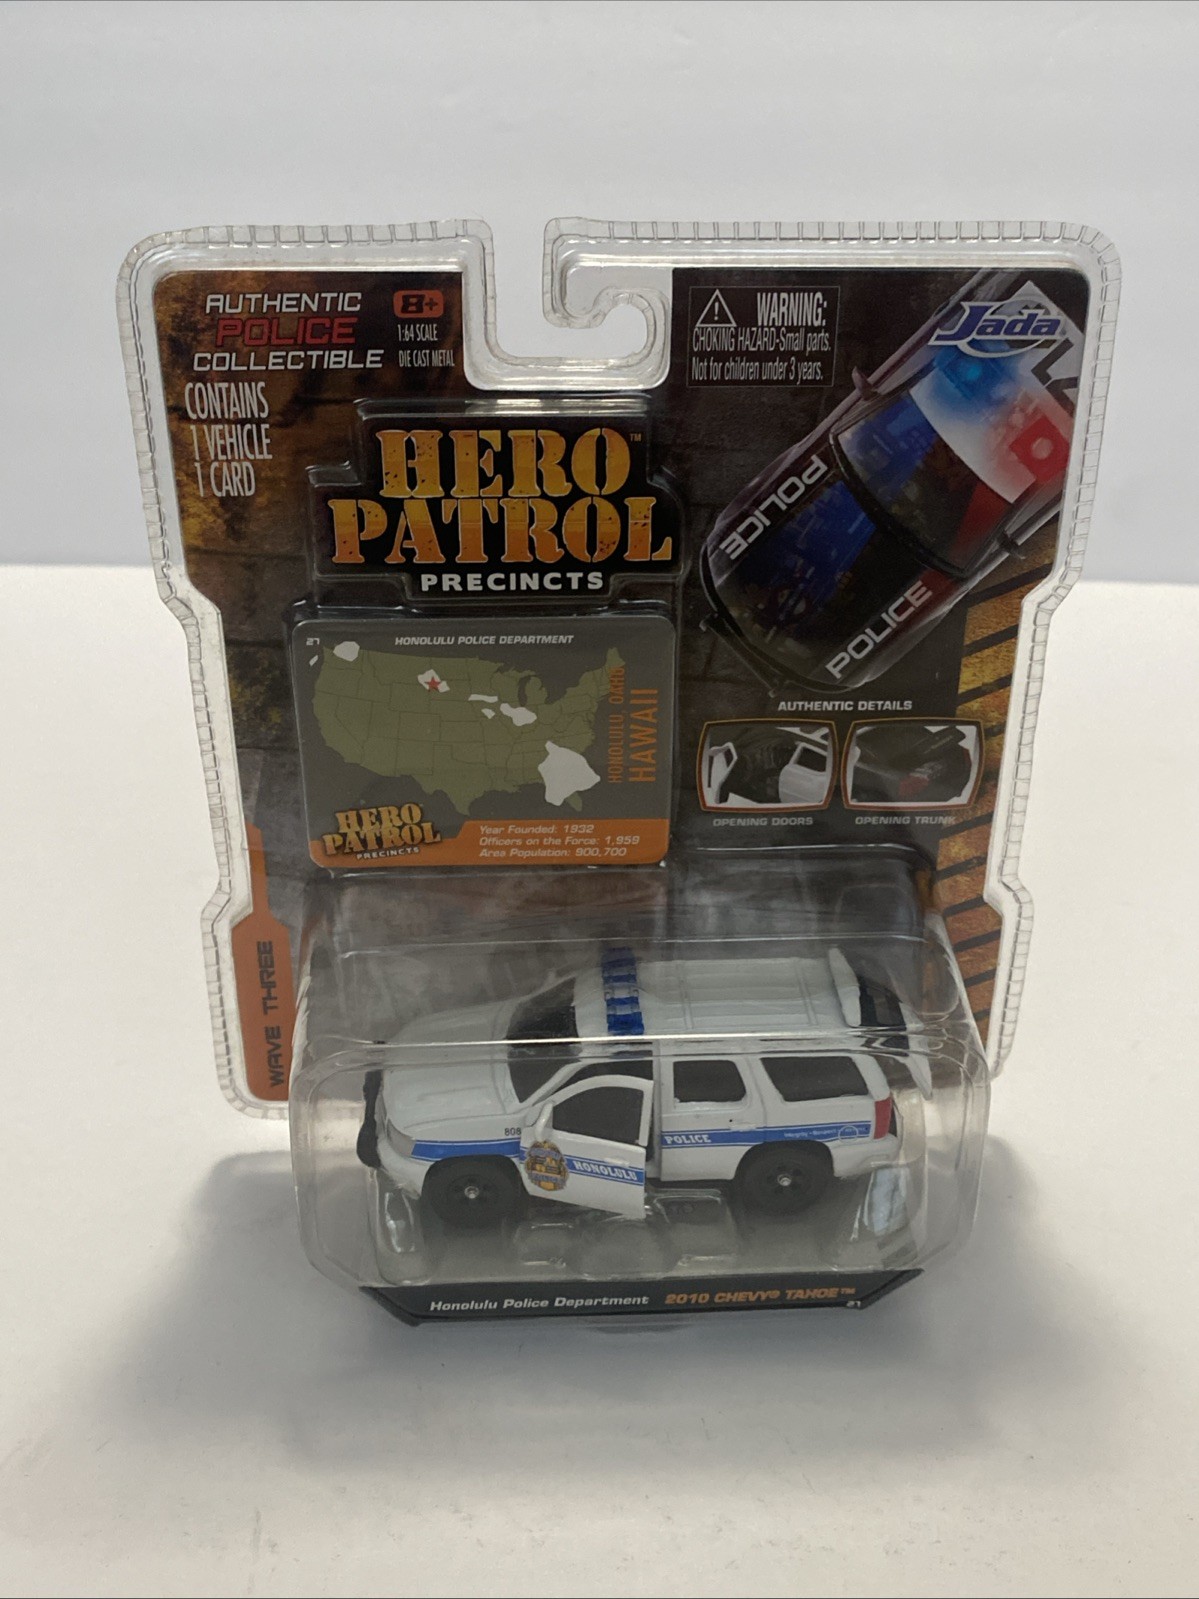 AUTHENTIC
POLICE
COLLECTIBLE
8+
1:64 SCALE
DIE CAST METAL
CONTAINS
1 VEHICLE
1 CARD
WARNING:
CHOKING HAZARD-Small parts.
Not for children under 3 years.
Jada
HERO™
PATROL
PRECINCTS
POLICE
POLICE
27
HONOLULU POLICE DEPARTMENT
HONOLULU, OAHU,
HAWAII
HERO
PATROL
PRECINCTS
Year Founded: 1932
Officers on the Force: 1,959
Area Population: 900,700
AUTHENTIC DETAILS
OPENING DOORS
OPENING TRUNK
WAVE THREE
808
HONOLULU
POLICE
Honolulu Police Department 2010 CHEVY® TAHOE™